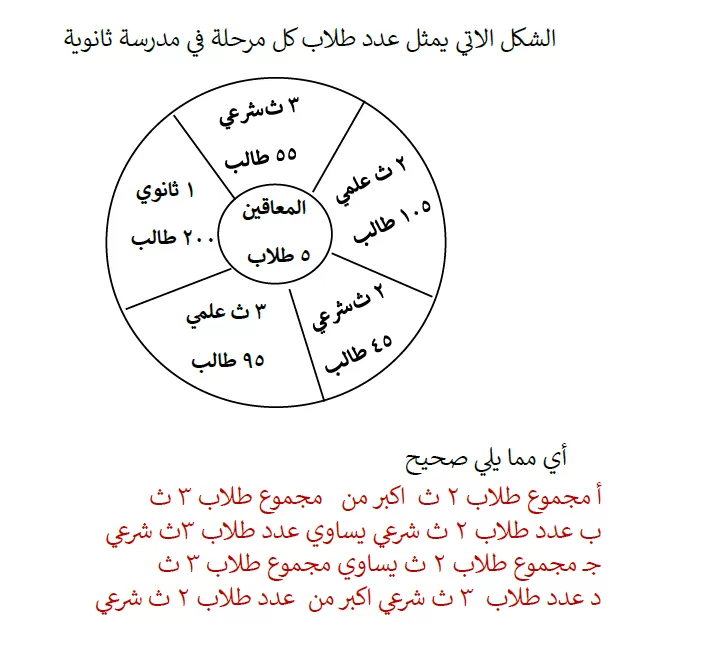 الشكل الاتي يمثل عدد طلاب كل مرحلة في مدرسة ثانوية
٣ ث شرعي
٥٥ طالب
٢ ث علمي
١٠٥ طالب
١ ثانوي
٢٠٠ طالب
المعاقين
٥ طلاب
٢ ث شرعي
٤٥ طالب
٣ ث علمي
٩٥ طالب
أي مما يلي صحيح
أ مجموع طلاب ٢ ث اكبر من مجموع طلاب ٣ ث
ب عدد طلاب ٢ ث شرعي يساوي عدد طلاب ٣ث شرعي
جـ مجموع طلاب ٢ ث يساوي مجموع طلاب ٣ ث
د عدد طلاب ٣ ث شرعي اكبر من عدد طلاب ٢ ث شرعي